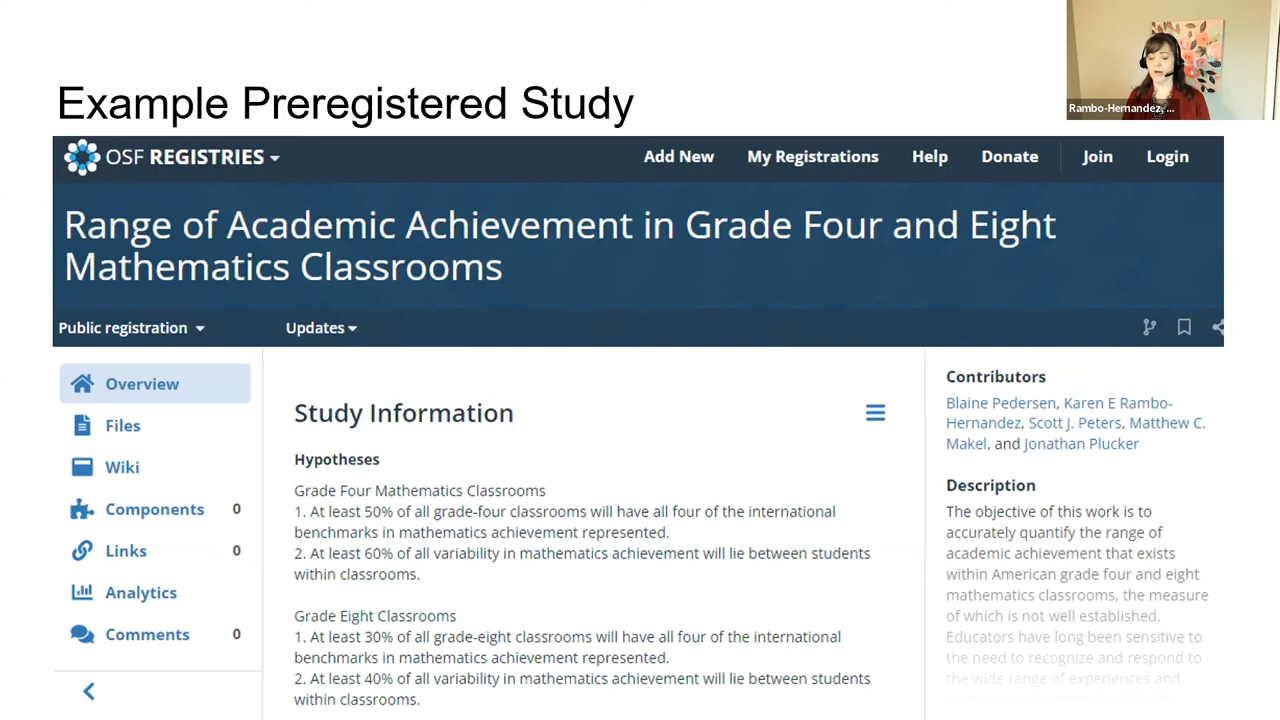 Example Preregistered Study
Rambo-Hernandez, ...
OSF REGISTRIES
Add New
My Registrations
Help
Donate
Join
Login
Range of Academic Achievement in Grade Four and Eight
Mathematics Classrooms
Public registration
Updates
Overview
Files
Wiki
Components 0
Links 0
Analytics
Comments 0
Study Information
Hypotheses
Grade Four Mathematics Classrooms
1. At least 50% of all grade-four classrooms will have all four of the international
benchmarks in mathematics achievement represented.
2. At least 60% of all variability in mathematics achievement will lie between students
within classrooms.
Grade Eight Classrooms
1. At least 30% of all grade-eight classrooms will have all four of the international
benchmarks in mathematics achievement represented.
2. At least 40% of all variability in mathematics achievement will lie between students
within classrooms.
Contributors
Blaine Pedersen, Karen E Rambo-
Hernandez, Scott J. Peters, Matthew C.
Makel, and Jonathan Plucker
Description
The objective of this work is to
accurately quantify the range of
academic achievement that exists
within American grade four and eight
mathematics classrooms, the measure
of which is not well established.
Educators have long been sensitive to
the need to recognize and respond to
the wide range of experiences and